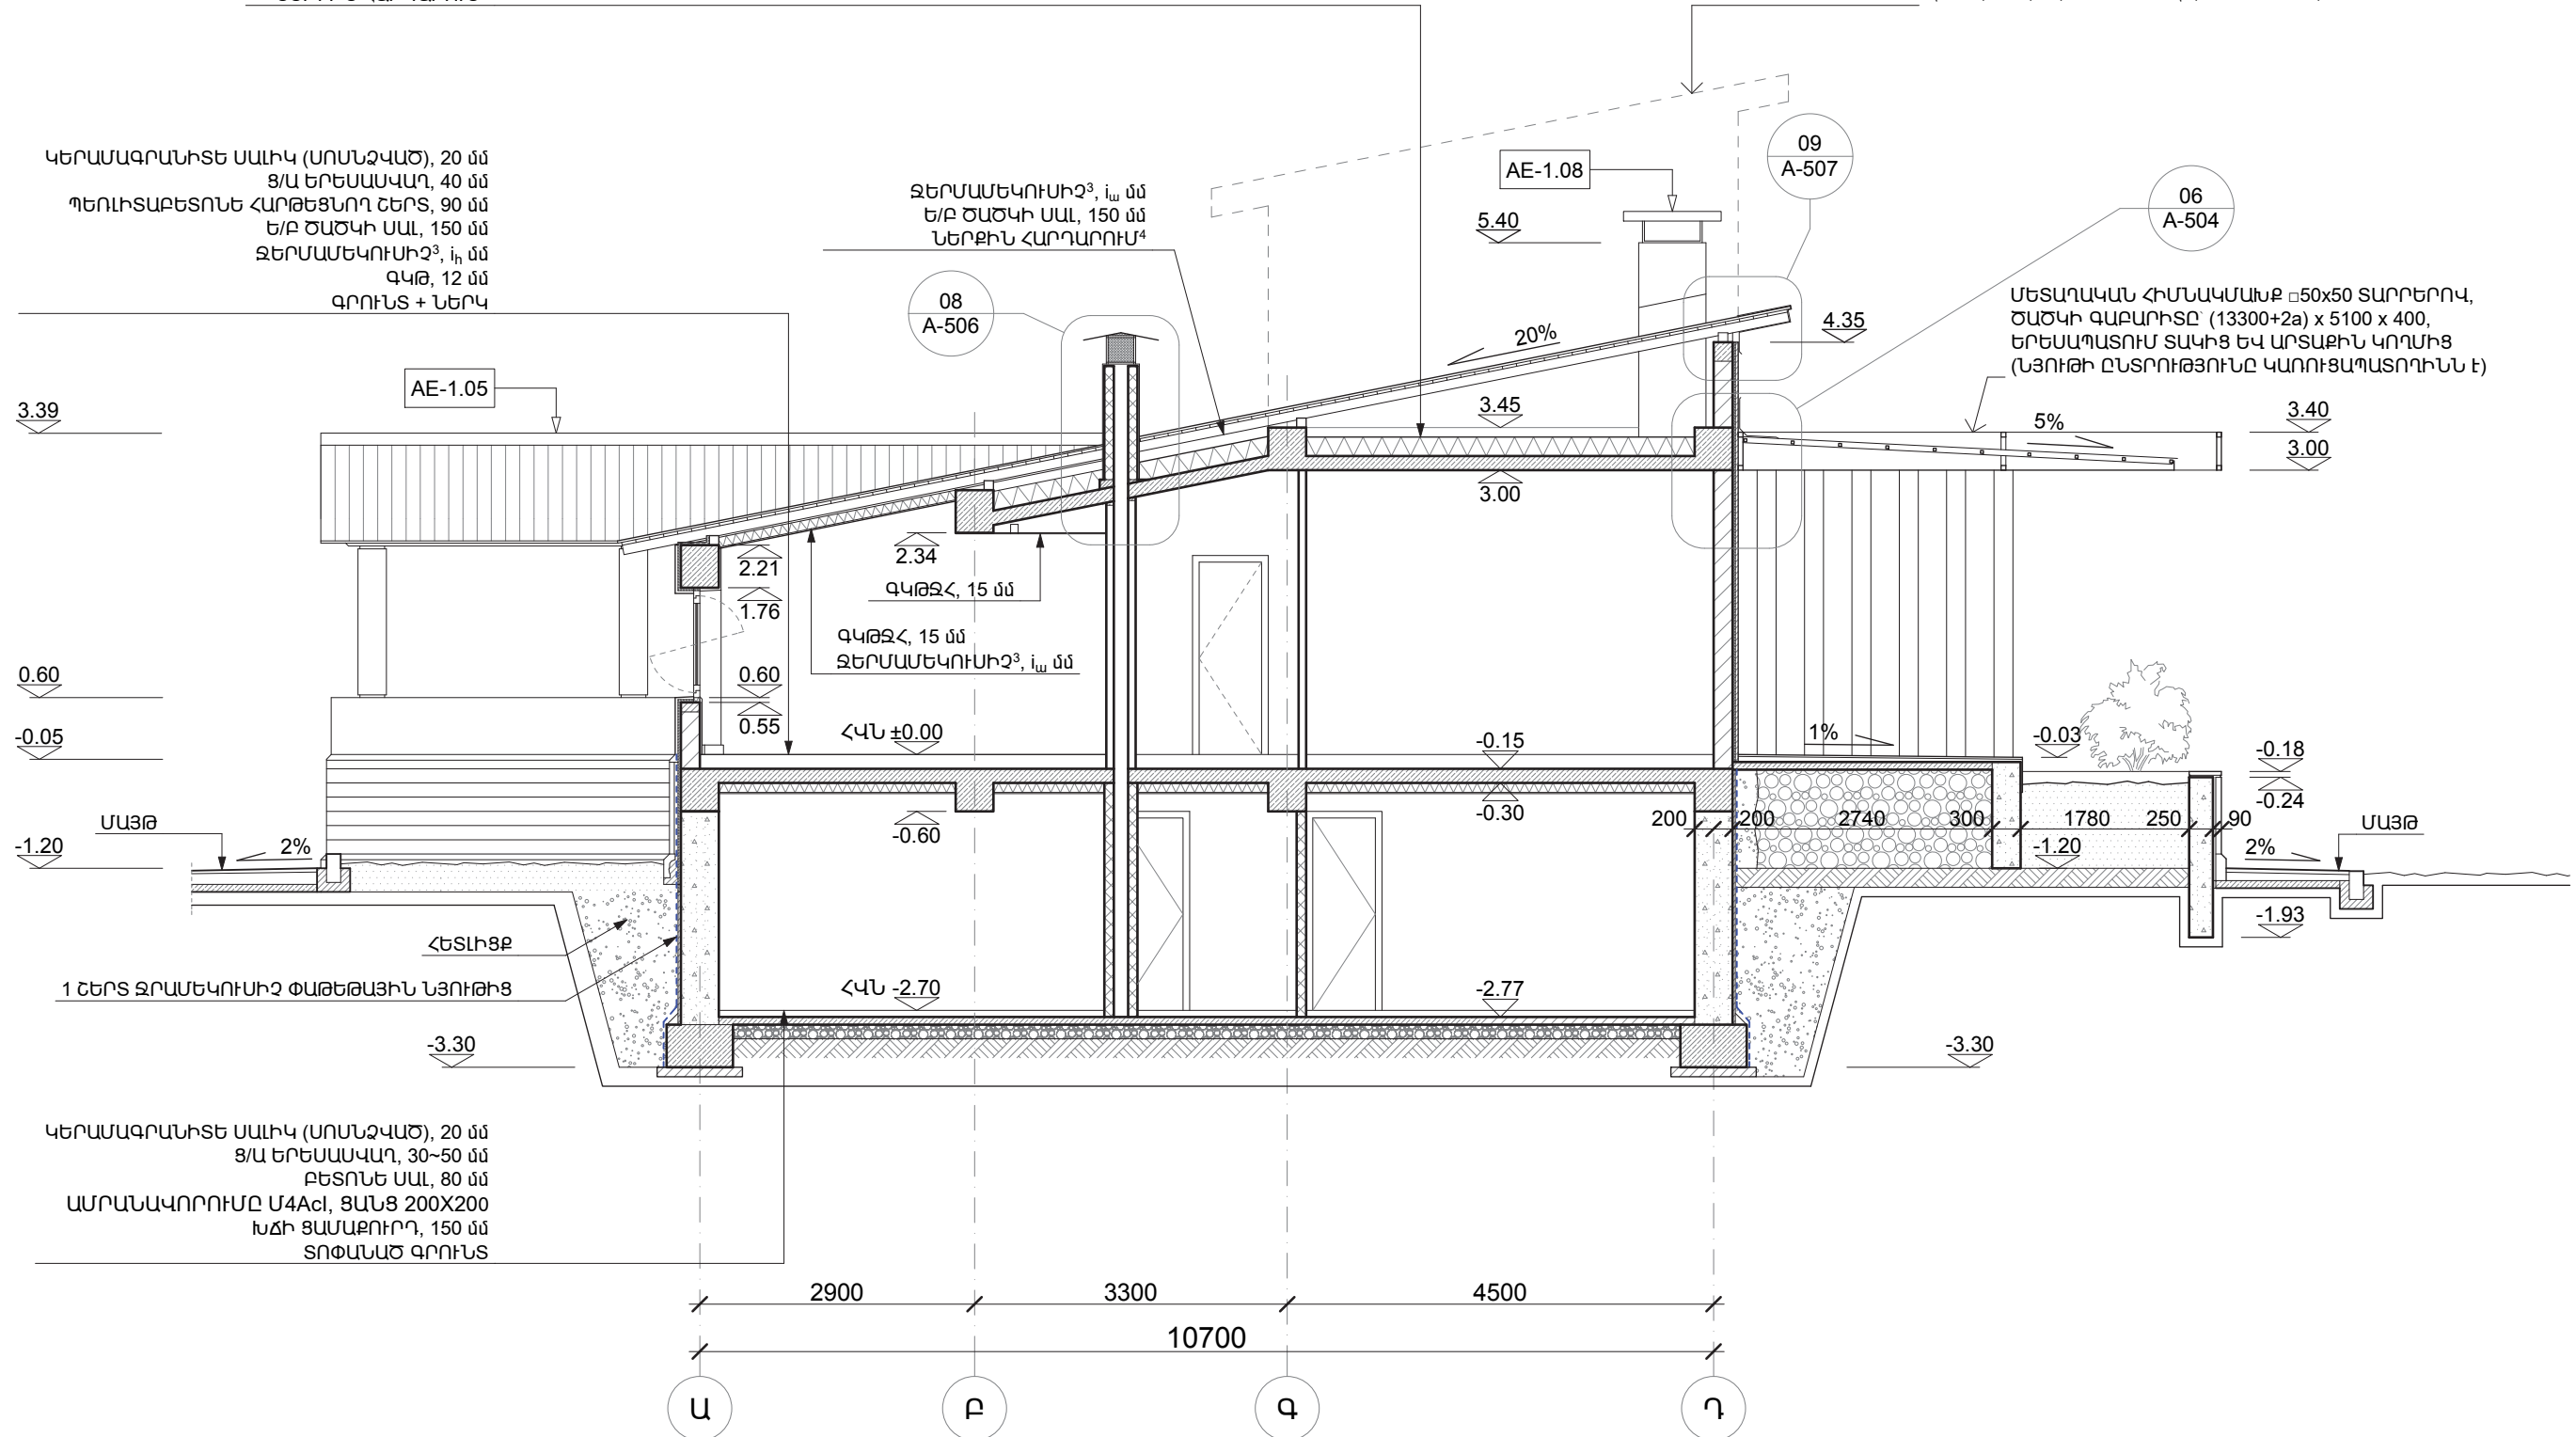 ԿԵՐԱՄԱԳՐԱՆԻՏԵ ՍԱԼԻԿ (ՍՈՍՆՁՎԱԾ), 20 մմ
Ց/Ա ԵՐԵՍԱՍՎԱՂ, 40 մմ
ՊԵՌԼԻՏԱԲԵՏՈՆԵ ՀԱՐԹԵՑՆՈՂ ՇԵՐՏ, 90 մմ
Ե/Բ ԾԱԾԿԻ ՍԱԼ, 150 մմ
ՋԵՐՄԱՄԵԿՈՒՍԻՉ³, iհ մմ
ԳԿԹ, 12 մմ
ԳՐՈՒՆՏ + ՆԵՐԿ
ՋԵՐՄԱՄԵԿՈՒՍԻՉ³, iա մմ
Ե/Բ ԾԱԾԿԻ ՍԱԼ, 150 մմ
ՆԵՐՔԻՆ ՀԱՐԴԱՐՈՒՄ⁴
08
A-506
AE-1.08
09
A-507
06
A-504
5.40
4.35
20%
ՄԵՏԱՂԱԿԱՆ ՀԻՄՆԱԿՄԱԽՔ □50x50 ՏԱՐՐԵՐՈՎ,
ԾԱԾԿԻ ԳԱԲԱՐԻՏԸ՝ (13300+2a) x 5100 x 400,
ԵՐԵՍԱՊԱՏՈՒՄ ՏԱԿԻՑ ԵՎ ԱՐՏԱՔԻՆ ԿՈՂՄԻՑ
(ՆՅՈՒԹԻ ԸՆՏՐՈՒԹՅՈՒՆԸ ԿԱՌՈՒՑԱՊԱՏՈՂԻՆՆ Է)
AE-1.05
3.39
3.45
5%
3.40
3.00
3.00
2.21
2.34
1.76
ԳԿԹՋՀ, 15 մմ
ԳԿԹՋՀ, 15 մմ
ՋԵՐՄԱՄԵԿՈՒՍԻՉ³, iա մմ
0.60
0.60
0.55
-0.05
ՀՎՆ ±0.00
-0.15
1%
-0.03
-0.18
-0.24
-0.30
-0.60
200
200
2740
300
1780
250
90
ՄԱՅԹ
2%
-1.20
-1.20
2%
ՄԱՅԹ
-1.93
ՀԵՏԼԻՑՔ
1 ՇԵՐՏ ՋՐԱՄԵԿՈՒՍԻՉ ՓԱԹԵԹԱՅԻՆ ՆՅՈՒԹԻՑ
ՀՎՆ -2.70
-2.77
-3.30
-3.30
ԿԵՐԱՄԱԳՐԱՆԻՏԵ ՍԱԼԻԿ (ՍՈՍՆՁՎԱԾ), 20 մմ
Ց/Ա ԵՐԵՍԱՍՎԱՂ, 30~50 մմ
ԲԵՏՈՆԵ ՍԱԼ, 80 մմ
ԱՄՐԱՆԱՎՈՐՈՒՄԸ Մ4AcI, ՑԱՆՑ 200X200
ԽՃԻ ՑԱՄԱՔՈՒՐԴ, 150 մմ
ՏՈՓԱՆԱԾ ԳՐՈՒՆՏ
2900
3300
4500
10700
Ա
Բ
Գ
Դ